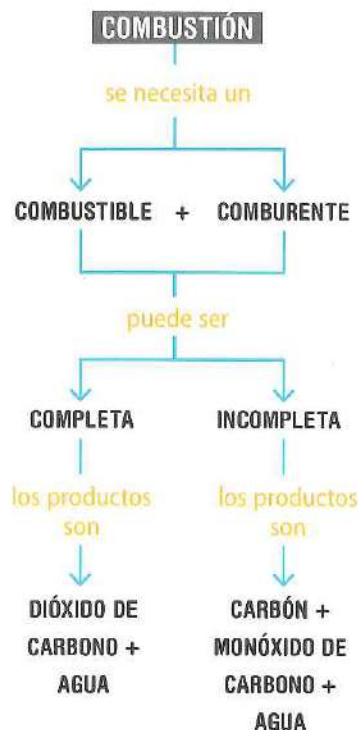 COMBUSTIÓN
se necesita un
COMBUSTIBLE + COMBURENTE
puede ser
COMPLETA
INCOMPLETA
los productos
son
los productos
son
DIÓXIDO DE
CARBONO +
AGUA
CARBÓN +
MONÓXIDO DE
CARBONO +
AGUA